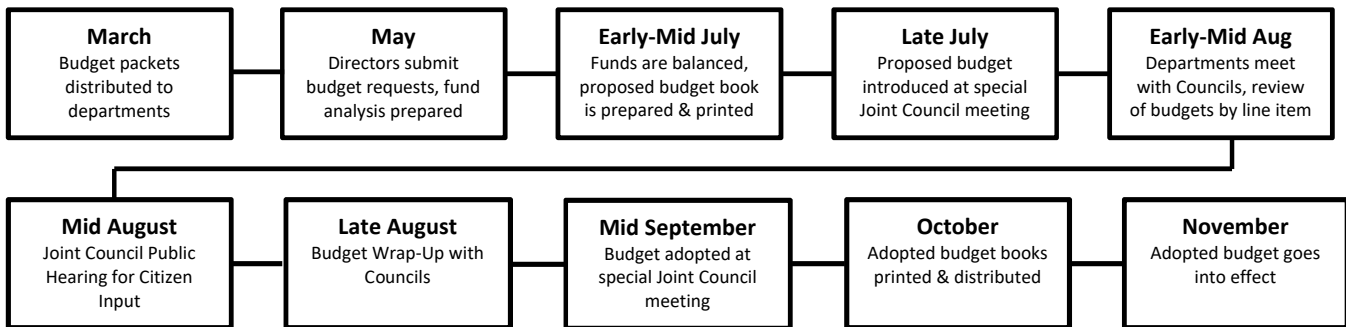 March
Budget packets
distributed to
departments
May
Directors submit
budget requests, fund
analysis prepared
Early-Mid July
Funds are balanced,
proposed budget book
is prepared & printed
Late July
Proposed budget
introduced at special
Joint Council meeting
Early-Mid Aug
Departments meet
with Councils, review
of budgets by line item
Mid August
Joint Council Public
Hearing for Citizen
Input
Late August
Budget Wrap-Up with
Councils
Mid September
Budget adopted at
special Joint Council
meeting
October
Adopted budget books
printed & distributed
November
Adopted budget goes
into effect